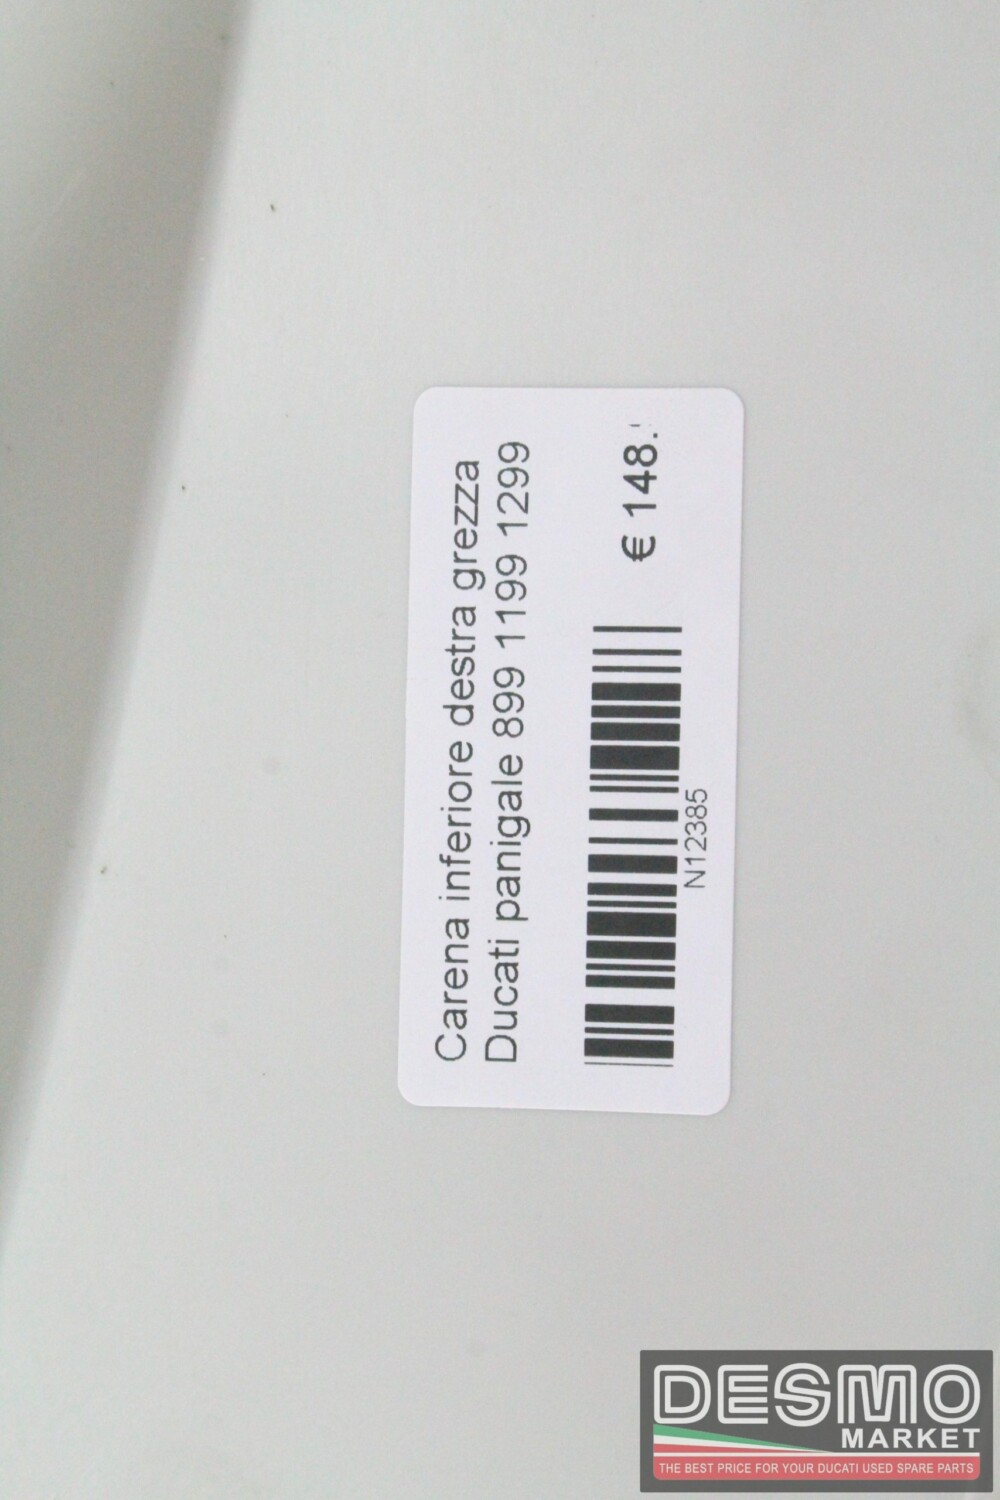 Carena inferiore destra grezza
Ducati panigale 899 1199 1299
€ 148.
N12385
DESMO
MARKET
THE BEST PRICE FOR YOUR DUCATI USED SPARE PARTS